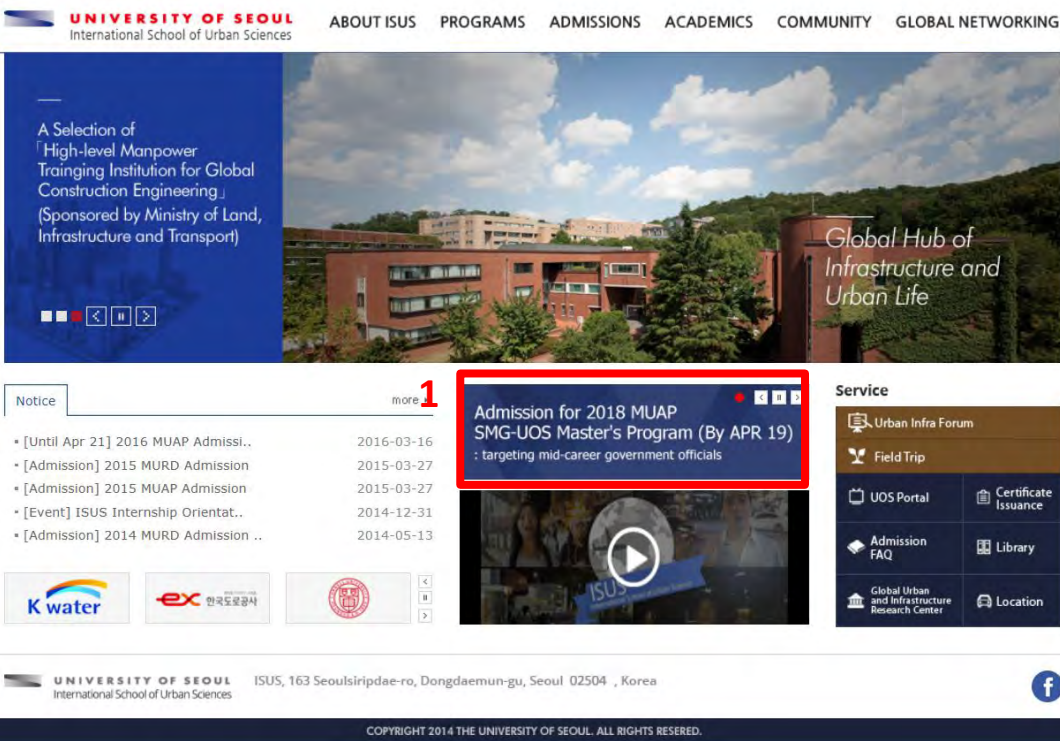 UNIVERSITY OF SEOUL
International School of Urban Sciences
ABOUT ISUS PROGRAMS ADMISSIONS ACADEMICS COMMUNITY GLOBAL NETWORKING
A Selection of
「High-level Manpower
Trainging Institution for Global
Construction Engineering」
(Sponsored by Ministry of Land,
Infrastructure and Transport)
Global Hub of
Infrastructure and
Urban Life
Notice
more
• [Until Apr 21] 2016 MUAP Admissi.. 2016-03-16
• [Admission] 2015 MURD Admission 2015-03-27
• [Admission] 2015 MUAP Admission 2015-03-27
• [Event] ISUS Internship Orientat.. 2014-12-31
• [Admission] 2014 MURD Admission .. 2014-05-13
K water
ex 한국도로공사
1
Admission for 2018 MUAP
SMG-UOS Master's Program (By APR 19)
: targeting mid-career government officials
ISUS
Service
Urban Infra Forum
Field Trip
UOS Portal
Certificate
Issuance
Admission
FAQ
Library
Global Urban
and Infrastructure
Research Center
Location
UNIVERSITY OF SEOUL
International School of Urban Sciences
ISUS, 163 Seoulsiripdae-ro, Dongdaemun-gu, Seoul 02504 , Korea
f
COPYRIGHT 2014 THE UNIVERSITY OF SEOUL. ALL RIGHTS RESERED.